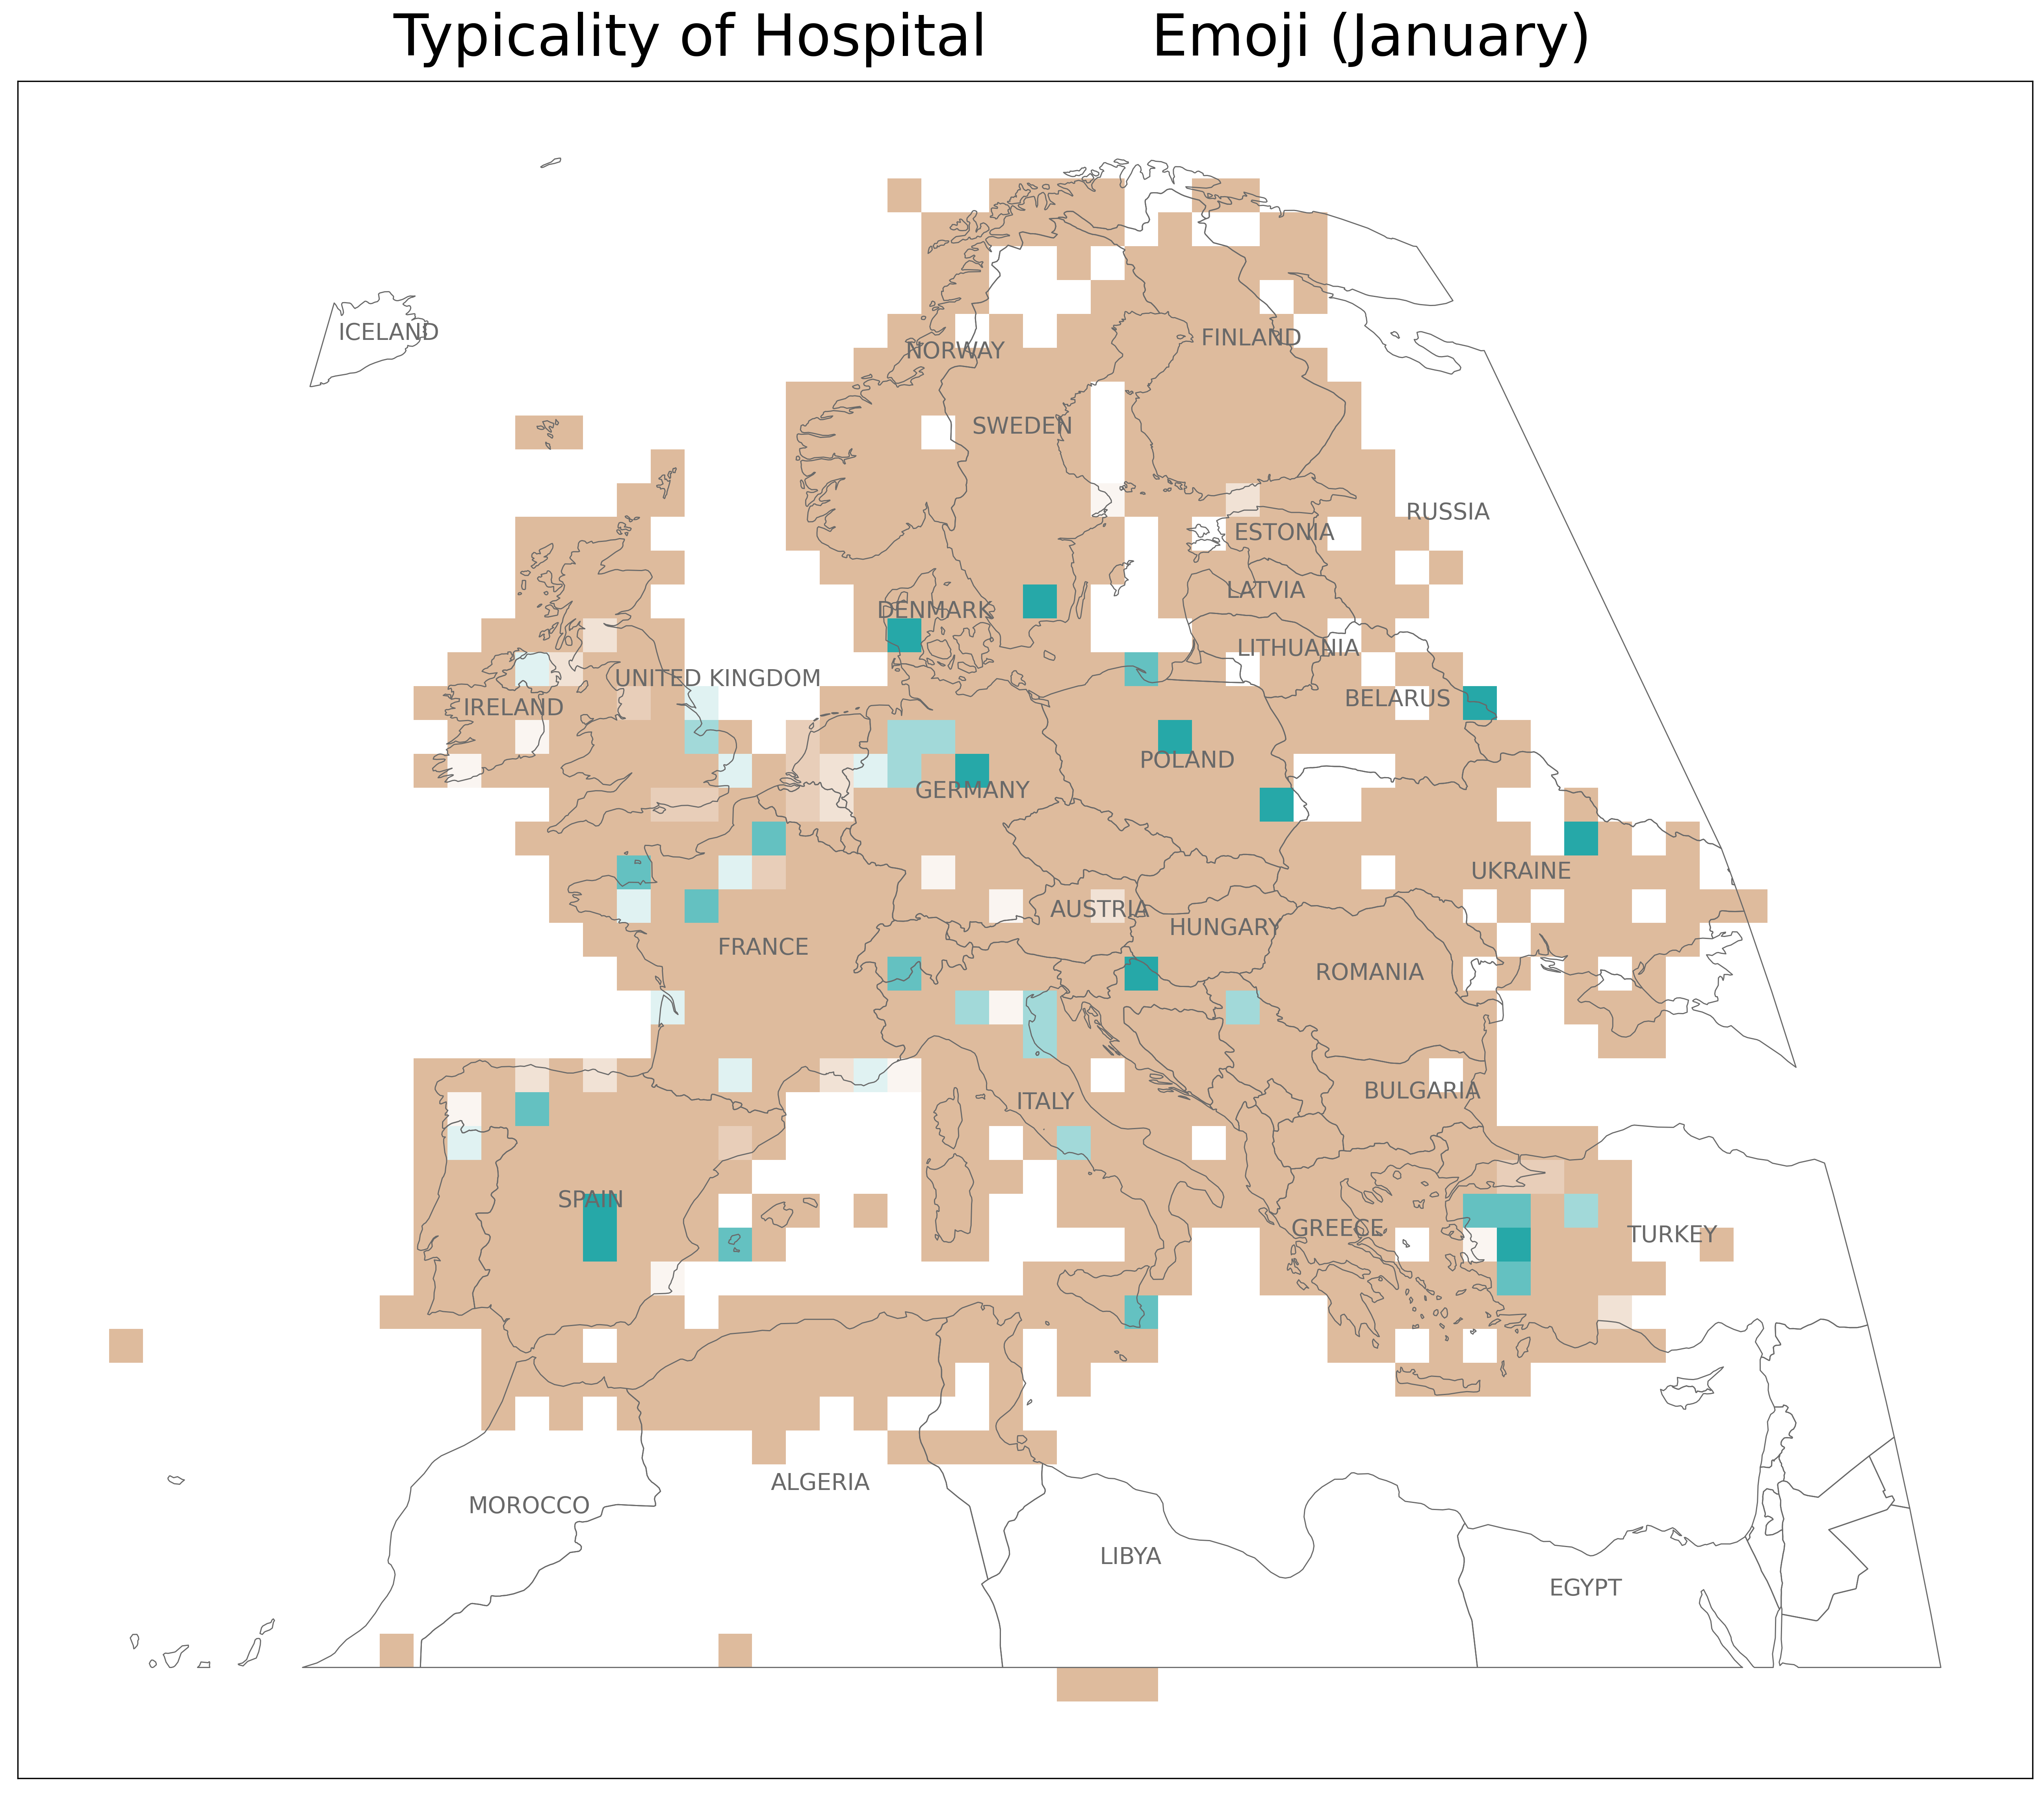 Typicality of Hospital Emoji (January)
ICELAND
NORWAY
FINLAND
SWEDEN
RUSSIA
ESTONIA
LATVIA
DENMARK
LITHUANIA
UNITED KINGDOM
IRELAND
BELARUS
POLAND
GERMANY
UKRAINE
AUSTRIA
HUNGARY
FRANCE
ROMANIA
BULGARIA
ITALY
SPAIN
GREECE
TURKEY
ALGERIA
MOROCCO
LIBYA
EGYPT